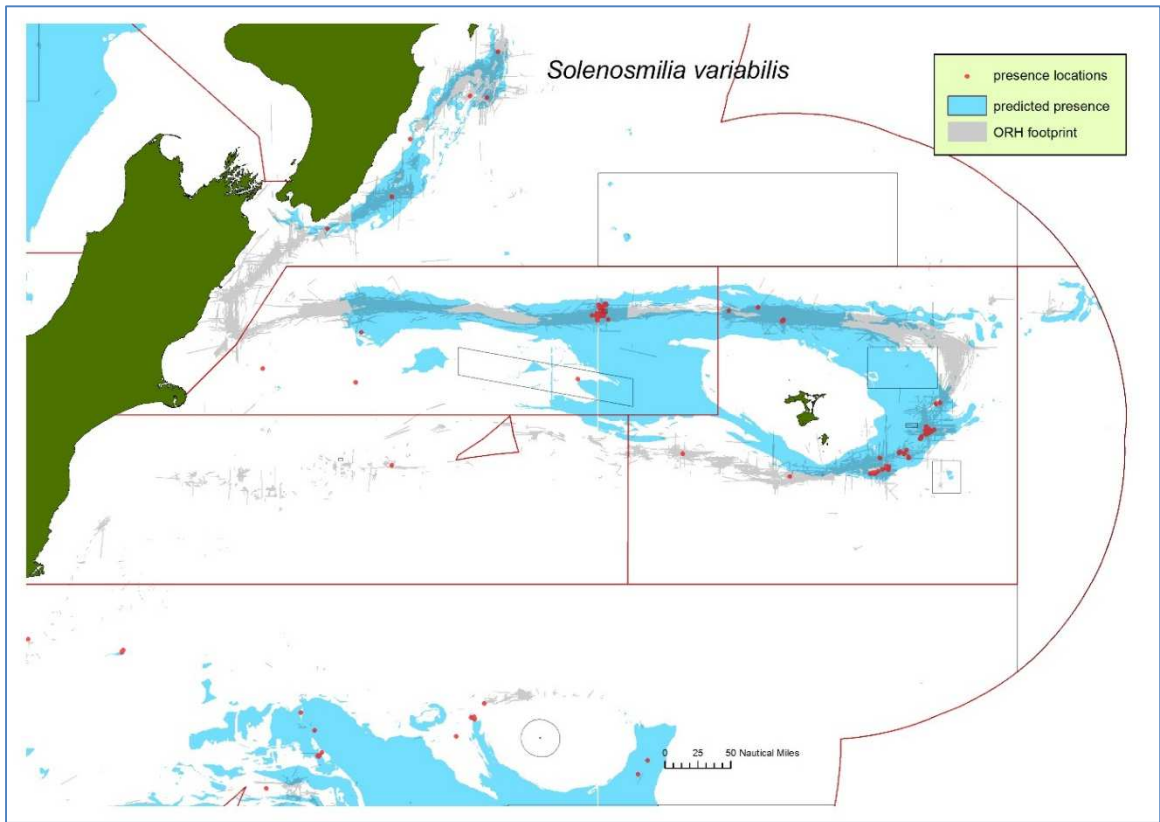 Solenosmilia variabilis
presence locations
predicted presence
ORH footprint
0 25 50 Nautical Miles